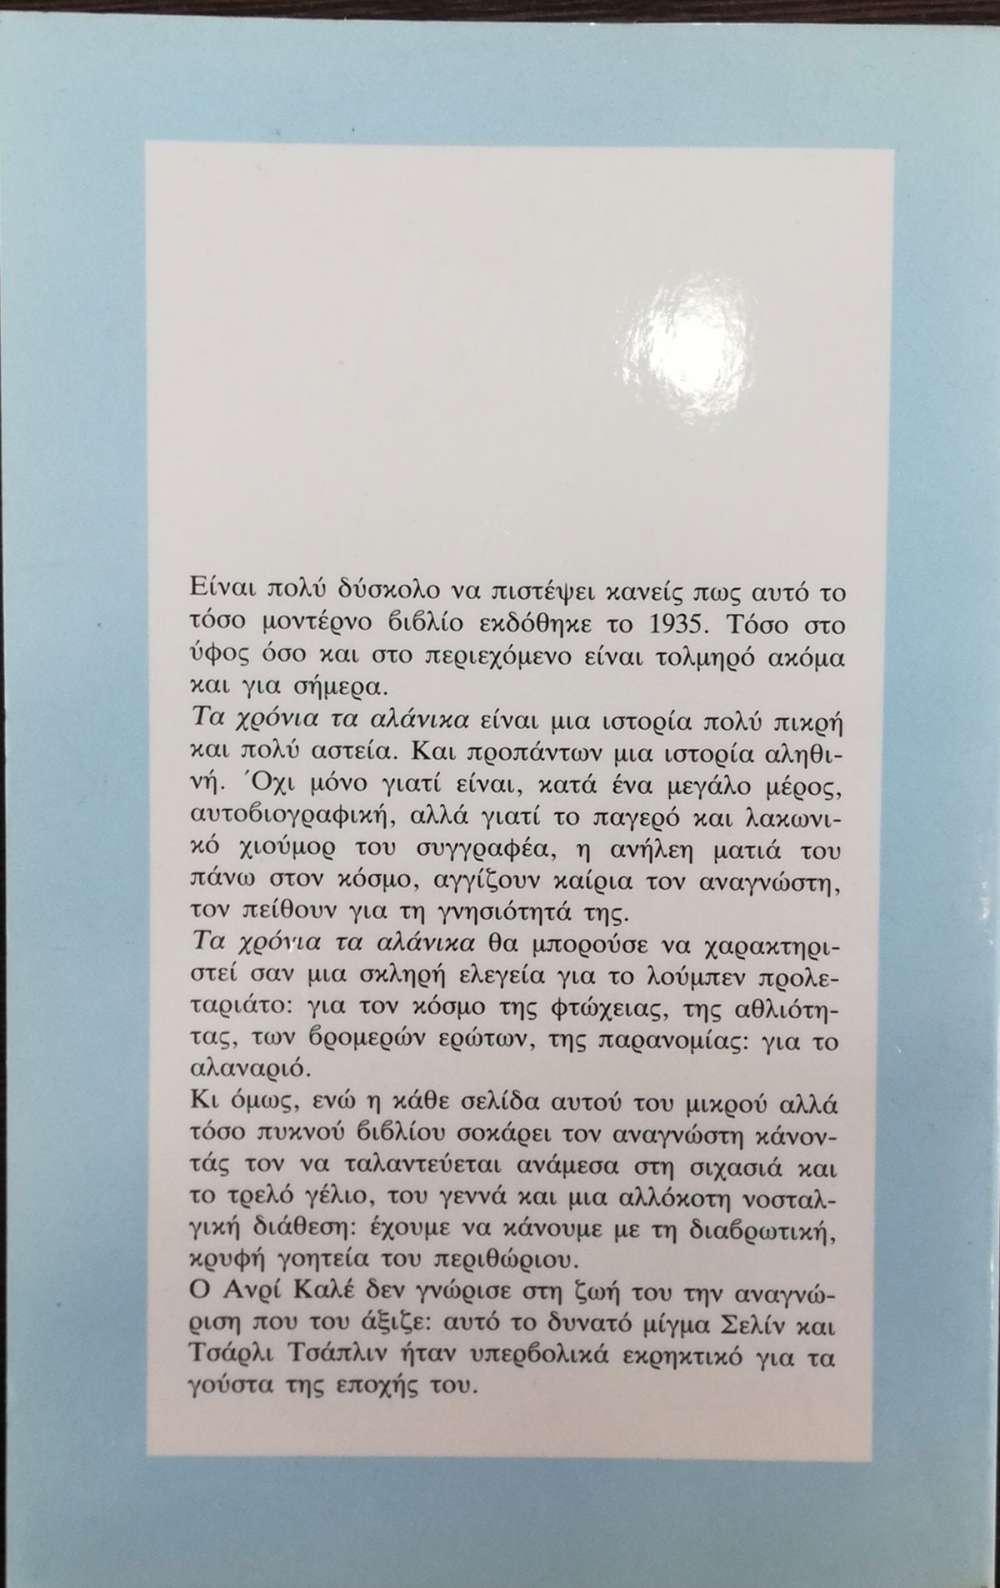 Είναι πολύ δύσκολο να πιστέψει κανείς πως αυτό το
τόσο μοντέρνο βιβλίο εκδόθηκε το 1935. Τόσο στο
ύφος όσο και στο περιεχόμενο είναι τολμηρό ακόμα
και για σήμερα.
Τα χρόνια τα αλάνικα είναι μια ιστορία πολύ πικρή
και πολύ αστεία. Και προπάντων μια ιστορία αληθι-
νή. Όχι μόνο γιατί είναι, κατά ένα μεγάλο μέρος,
αυτοβιογραφική, αλλά γιατί το παγερό και λακωνι-
κό χιούμορ του συγγραφέα, η ανήλεη ματιά του
πάνω στον κόσμο, αγγίζουν καίρια τον αναγνώστη,
τον πείθουν για τη γνησιότητά της.
Τα χρόνια τα αλάνικα θα μπορούσε να χαρακτηρι-
στεί σαν μια σκληρή ελεγεία για το λούμπεν προλε-
ταριάτο: για τον κόσμο της φτώχειας, της αθλιότη-
τας, των βρομερών ερώτων, της παρανομίας: για το
αλαναριό.
Κι όμως, ενώ η κάθε σελίδα αυτού του μικρού αλλά
τόσο πυκνού βιβλίου σοκάρει τον αναγνώστη κάνον-
τάς τον να ταλαντεύεται ανάμεσα στη σιχασιά και
το τρελό γέλιο, του γεννά και μια αλλόκοτη νοσταλ-
γική διάθεση: έχουμε να κάνουμε με τη διαβρωτική,
κρυφή γοητεία του περιθώριου.
Ο Ανρί Καλέ δεν γνώρισε στη ζωή του την αναγνώ-
ριση που του άξιζε: αυτό το δυνατό μίγμα Σελίν και
Τσάρλι Τσάπλιν ήταν υπερβολικά εκρηκτικό για τα
γούστα της εποχής του.